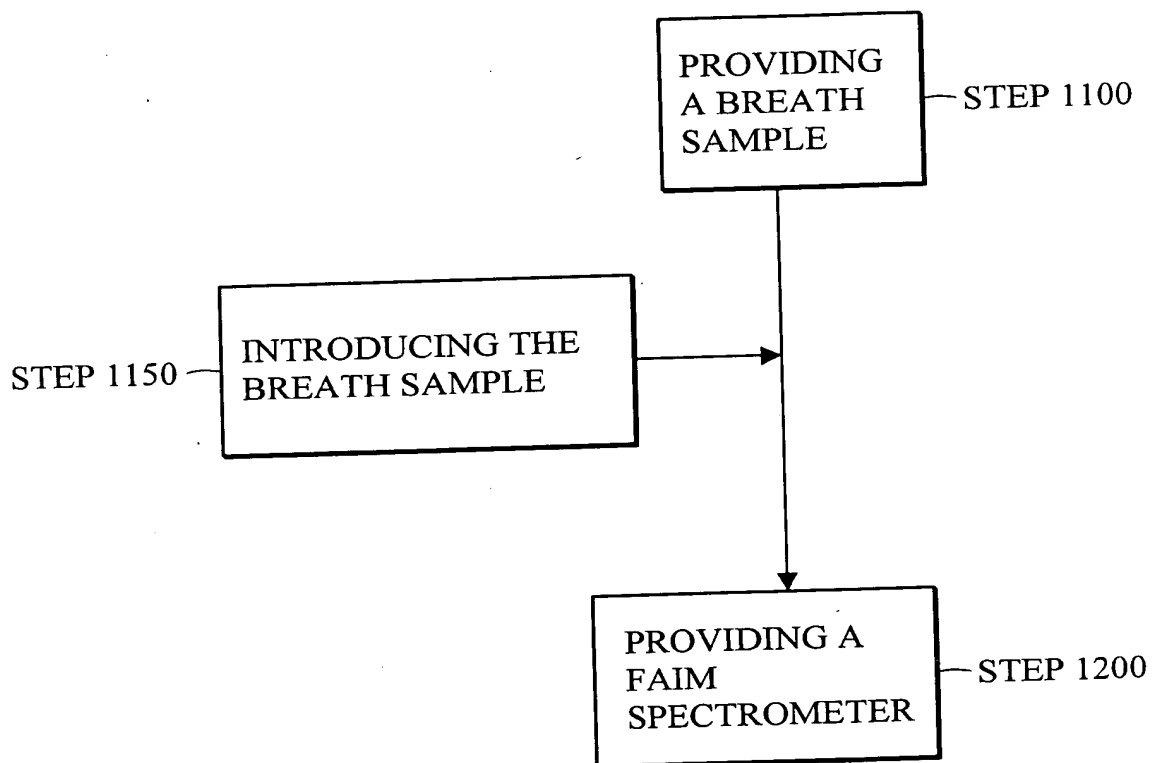 PROVIDING
A BREATH
SAMPLE
STEP 1100
INTRODUCING THE
BREATH SAMPLE
STEP 1150
PROVIDING A
FAIM
SPECTROMETER
STEP 1200